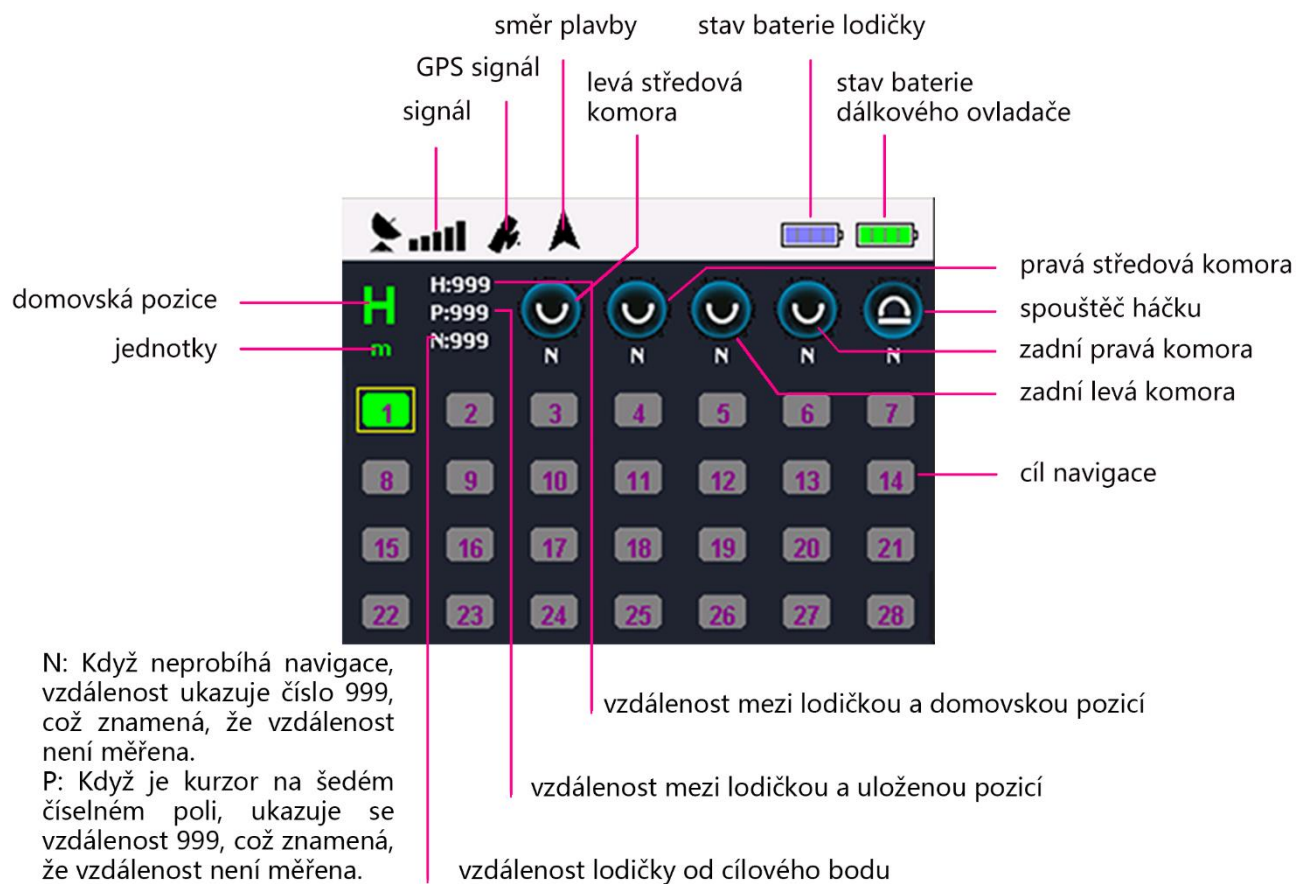 směr plavby
stav baterie lodičky
GPS signál
levá středová
komora
stav baterie
dálkového ovladače
signál
domovská pozice
jednotky
H
m
H:999
P:999
N:999
N N N N N
pravá středová komora
spouštěč háčku
zadní pravá komora
zadní levá komora
1 2 3 4 5 6 7
8 9 10 11 12 13 14
cíl navigace
15 16 17 18 19 20 21
22 23 24 25 26 27 28
N: Když neprobíhá navigace,
vzdálenost ukazuje číslo 999,
což znamená, že vzdálenost
není měřena.
P: Když je kurzor na šedém
číselném poli, ukazuje se
vzdálenost 999, což znamená,
že vzdálenost není měřena.
vzdálenost mezi lodičkou a domovskou pozicí
vzdálenost mezi lodičkou a uloženou pozicí
vzdálenost lodičky od cílového bodu